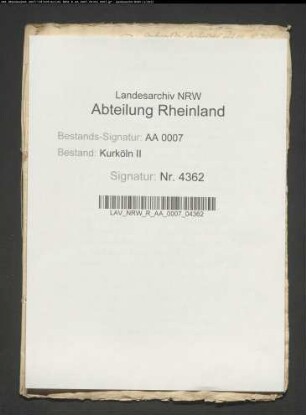 Landesarchiv NRW
Abteilung Rheinland
Bestands-Signatur: AA 0007
Bestand: Kurköln II
Signatur: Nr. 4362
LAV_NRW_R_AA_0007_04362